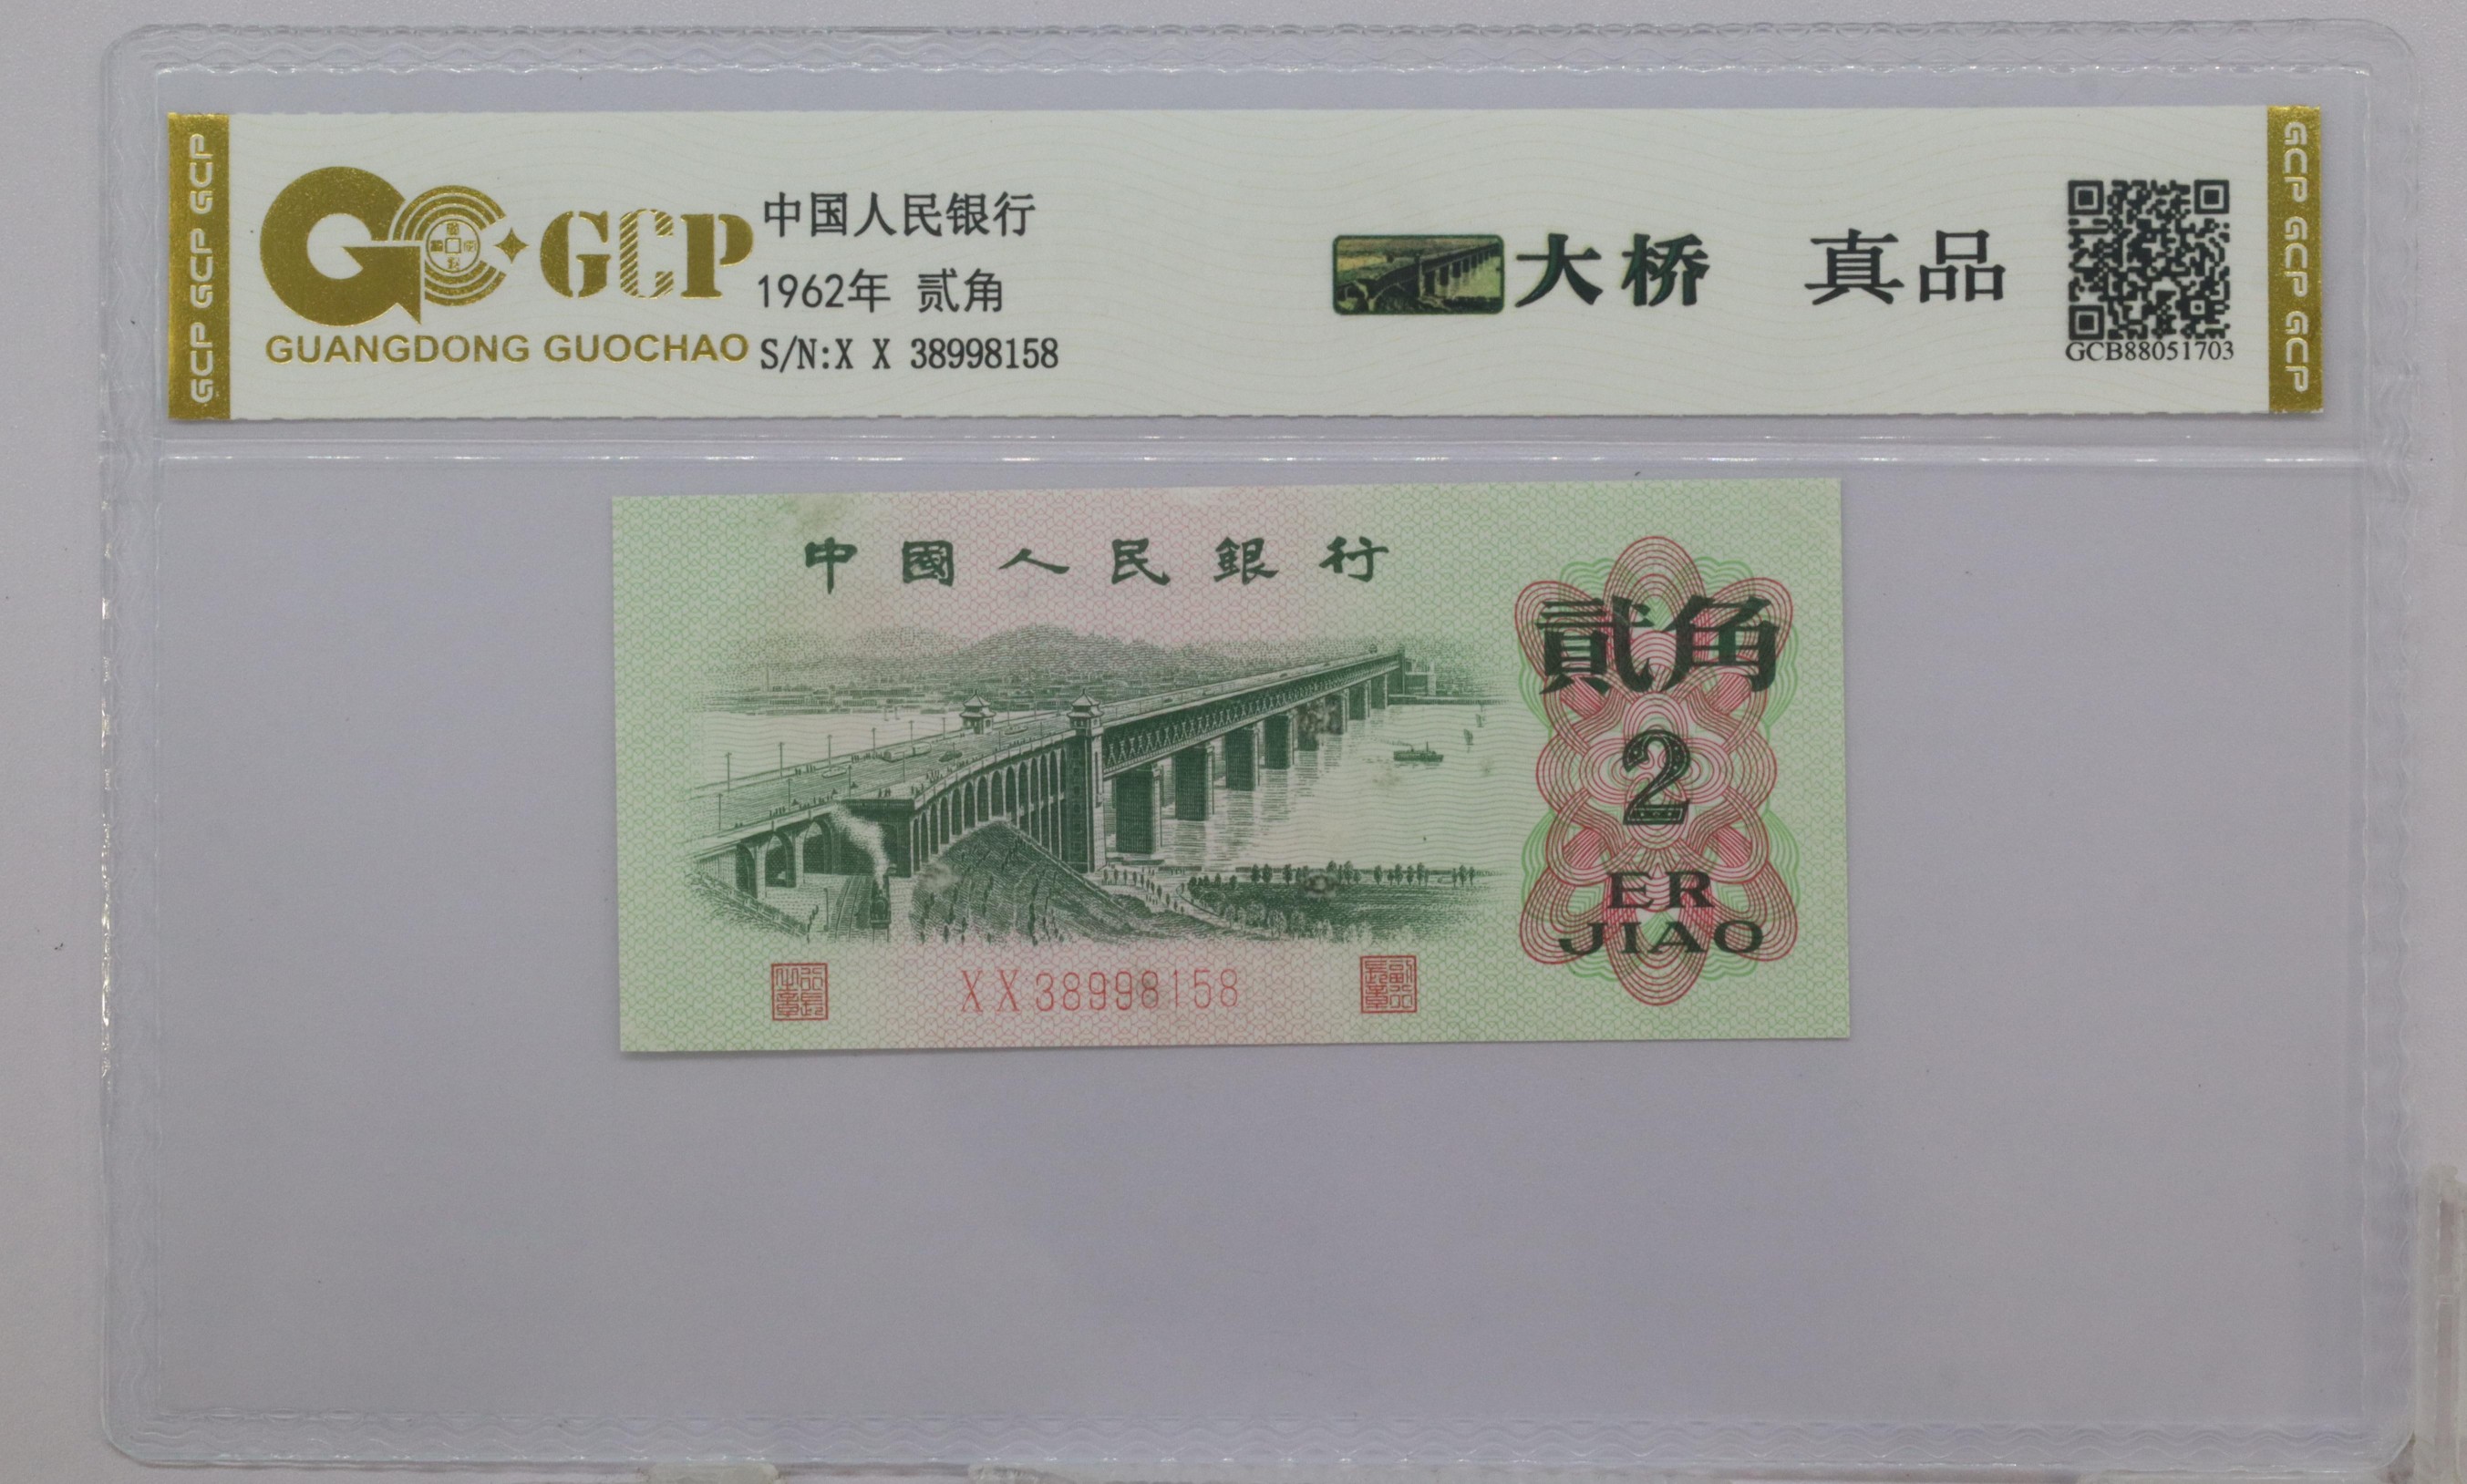 GCP GCP GCP
GCP
GUANGDONG GUOCHAO
中国人民银行
1962年 贰角
S/N:X X 38998158
大桥 真品
GCB88051703
GCP GCP GCP
中國人民銀行
貳角
2
ER
JIAO
XX38998158